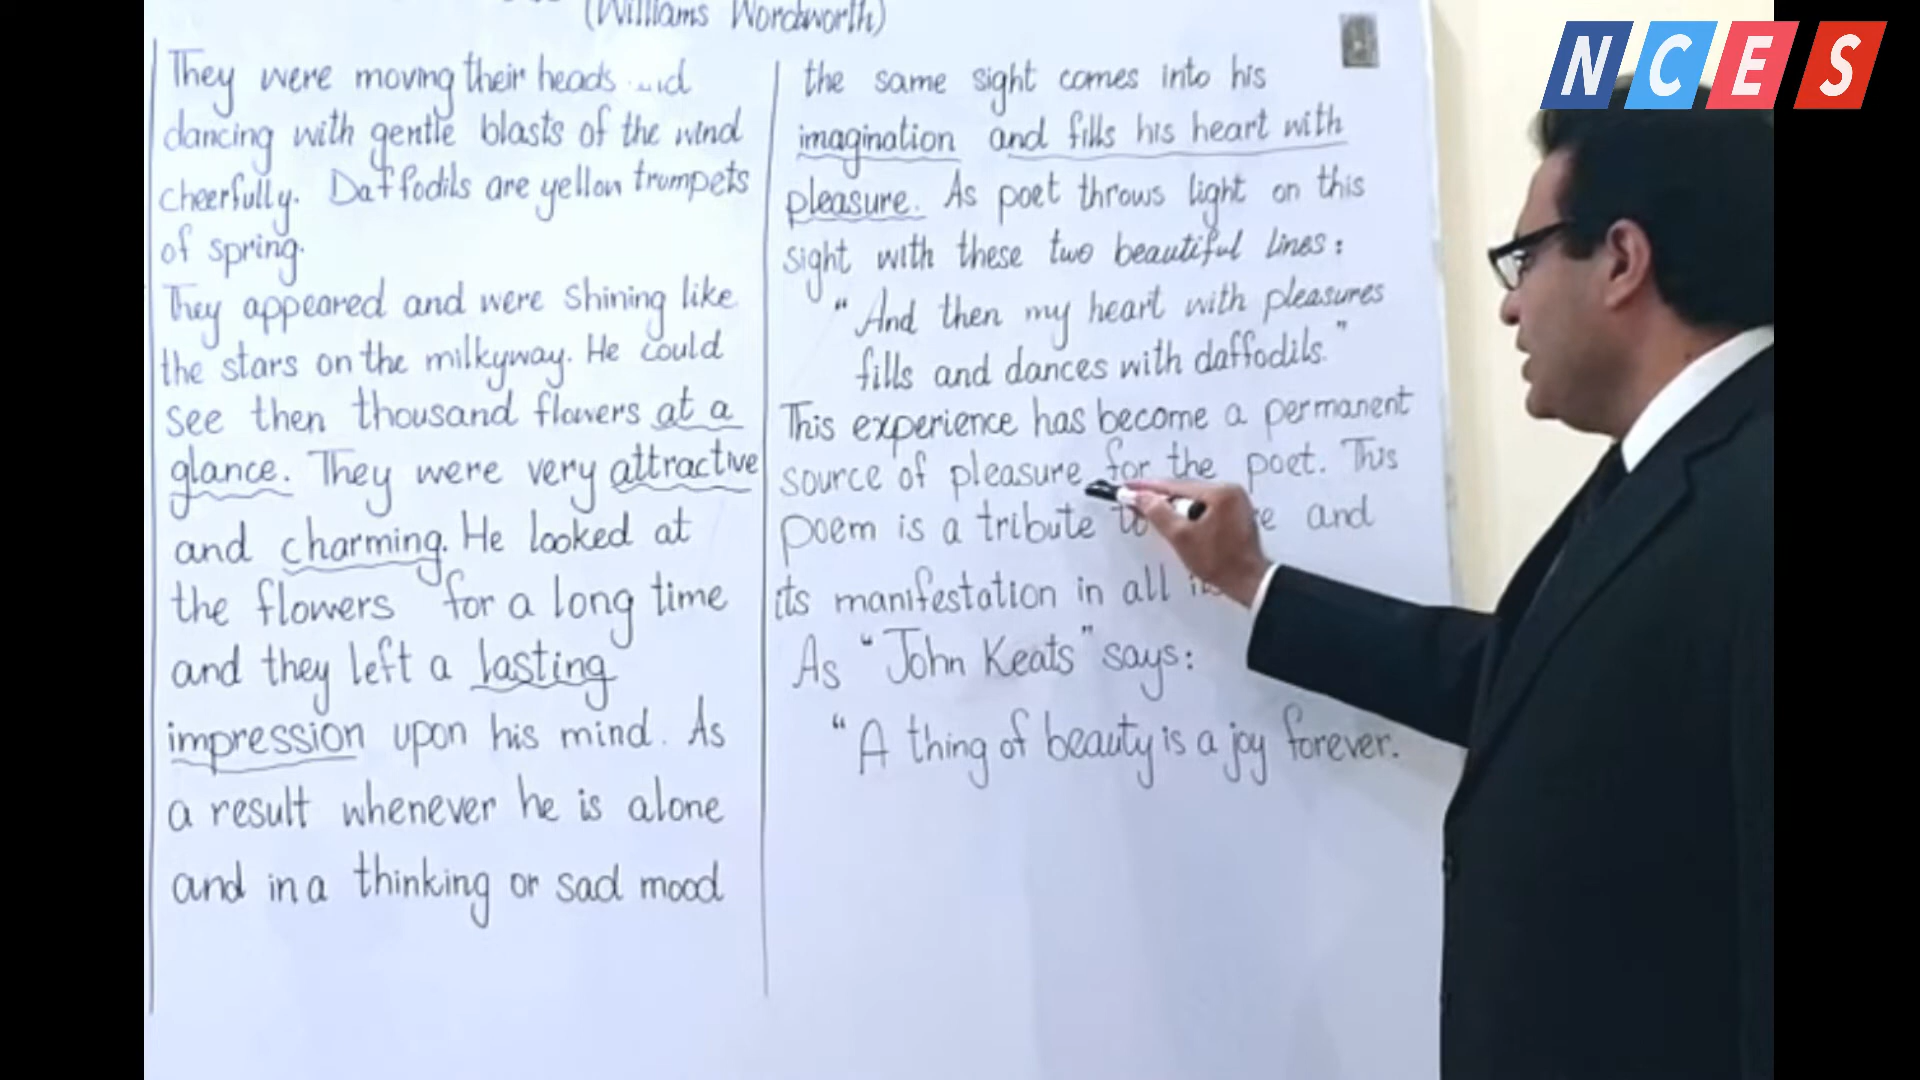 (Williams Wordworth)
They were moving their heads
dancing with gentle blasts of the wind
cheerfully. Daffodils are yellow trumpets
of spring.
They appeared and were shining like
the stars on the milkyway. He could
see then thousand flowers at a
glance. They were very attractive
and charming. He looked at
the flowers for a long time
and they left a lasting
impression upon his mind. As
a result whenever he is alone
and in a thinking or sad mood
the same sight comes into his
imagination and fills his heart with
pleasure. As poet throws light on this
sight with these two beautiful lines:
"And then my heart with pleasures
fills and dances with daffodils."
This experience has become a permanent
source of pleasure for the poet. This
poem is a tribute and
its manifestation in all
As "John Keats" says:
"A thing of beauty is a joy forever.
NCES